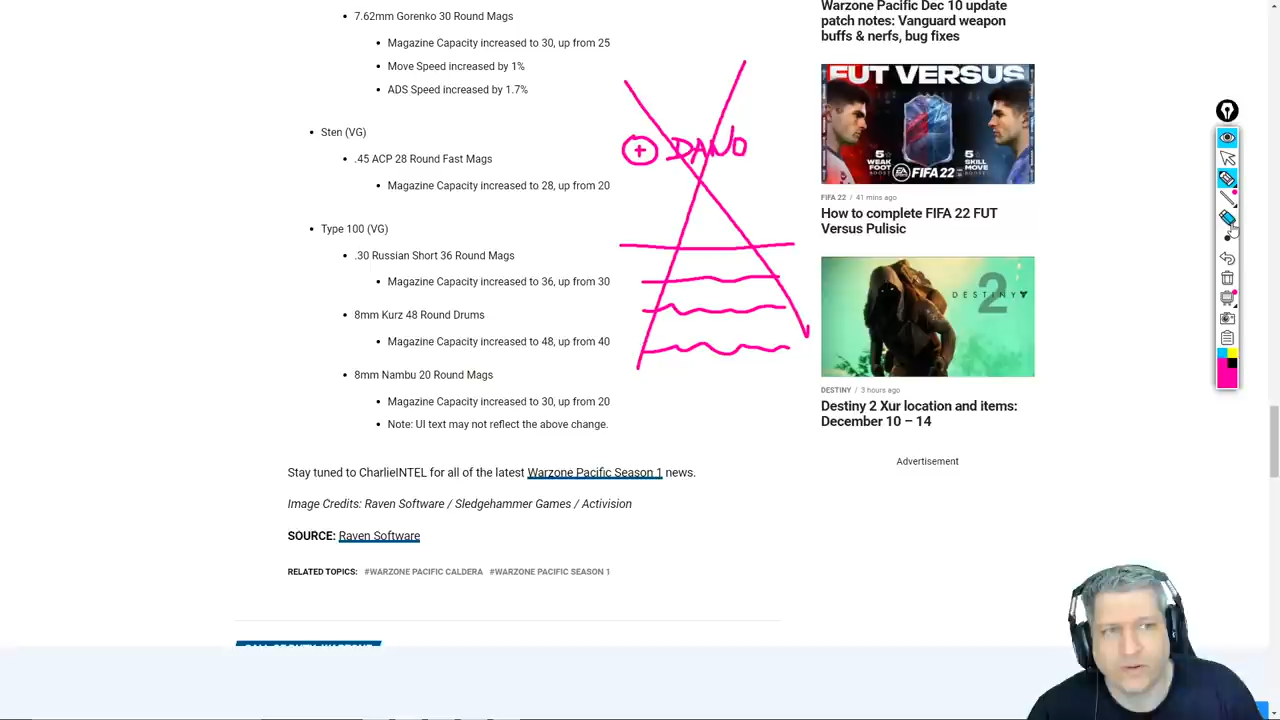 7.62mm Gorenko 30 Round Mags
Magazine Capacity increased to 30, up from 25
Move Speed increased by 1%
ADS Speed increased by 1.7%
Sten (VG)
.45 ACP 28 Round Fast Mags
Magazine Capacity increased to 28, up from 20
Type 100 (VG)
.30 Russian Short 36 Round Mags
Magazine Capacity increased to 36, up from 30
8mm Kurz 48 Round Drums
Magazine Capacity increased to 48, up from 40
8mm Nambu 20 Round Mags
Magazine Capacity increased to 30, up from 20
Note: UI text may not reflect the above change.
Stay tuned to CharlieINTEL for all of the latest Warzone Pacific Season 1 news.
Image Credits: Raven Software / Sledgehammer Games / Activision
SOURCE: Raven Software
RELATED TOPICS: #WARZONE PACIFIC CALDERA #WARZONE PACIFIC SEASON 1
+ DANO
Warzone Pacific Dec 10 update
patch notes: Vanguard weapon
buffs & nerfs, bug fixes
FUT VERSUS
5 WEAK FOOT BOOST
EA SPORTS FIFA 22
5 SKILL MOVE
FIFA 22 / 41 mins ago
How to complete FIFA 22 FUT
Versus Pulisic
DESTINY 2
DESTINY / 3 hours ago
Destiny 2 Xur location and items:
December 10 – 14
Advertisement